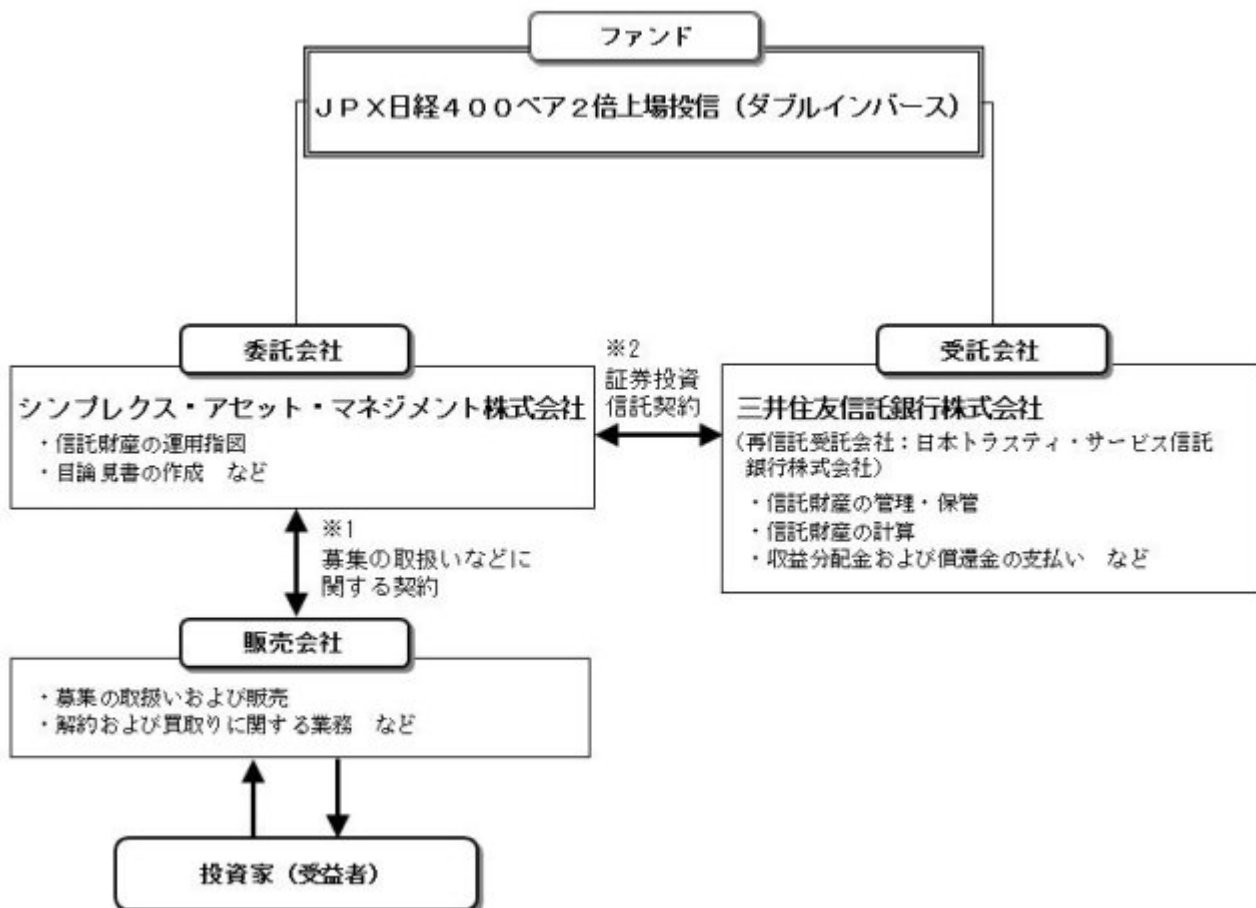 ファンド
JPX日経400ベア2倍上場投信(ダブルインバース)
委託会社
シンプレクス・アセット・マネジメント株式会社
・信託財産の運用指図
・目論見書の作成 など
※2
証券投資
信託契約
受託会社
三井住友信託銀行株式会社
(再信託受託会社:日本トラスティ・サービス信託
銀行株式会社)
・信託財産の管理・保管
・信託財産の計算
・収益分配金および償還金の支払い など
※1
募集の取扱いなどに
関する契約
販売会社
・募集の取扱いおよび販売
・解約および買取りに関する業務 など
投資家(受益者)